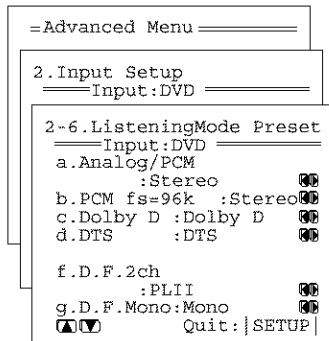 Advanced Menu
2.Input Setup
Input:DVD
2-6.ListeningMode Preset
Input:DVD
a.Analog/PCM
:Stereo
b.PCM fs=96k :Stereo
c.Dolby D :Dolby D
d.DTS :DTS
f.D.F.2ch
:PLII
g.D.F.Mono:Mono
Quit:|SETUP|